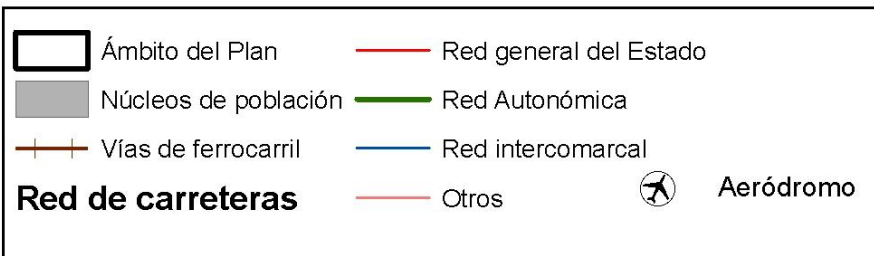 Ámbito del Plan
Red general del Estado
Núcleos de población
Red Autonómica
Vías de ferrocarril
Red intercomarcal
Red de carreteras
Otros
Aeródromo